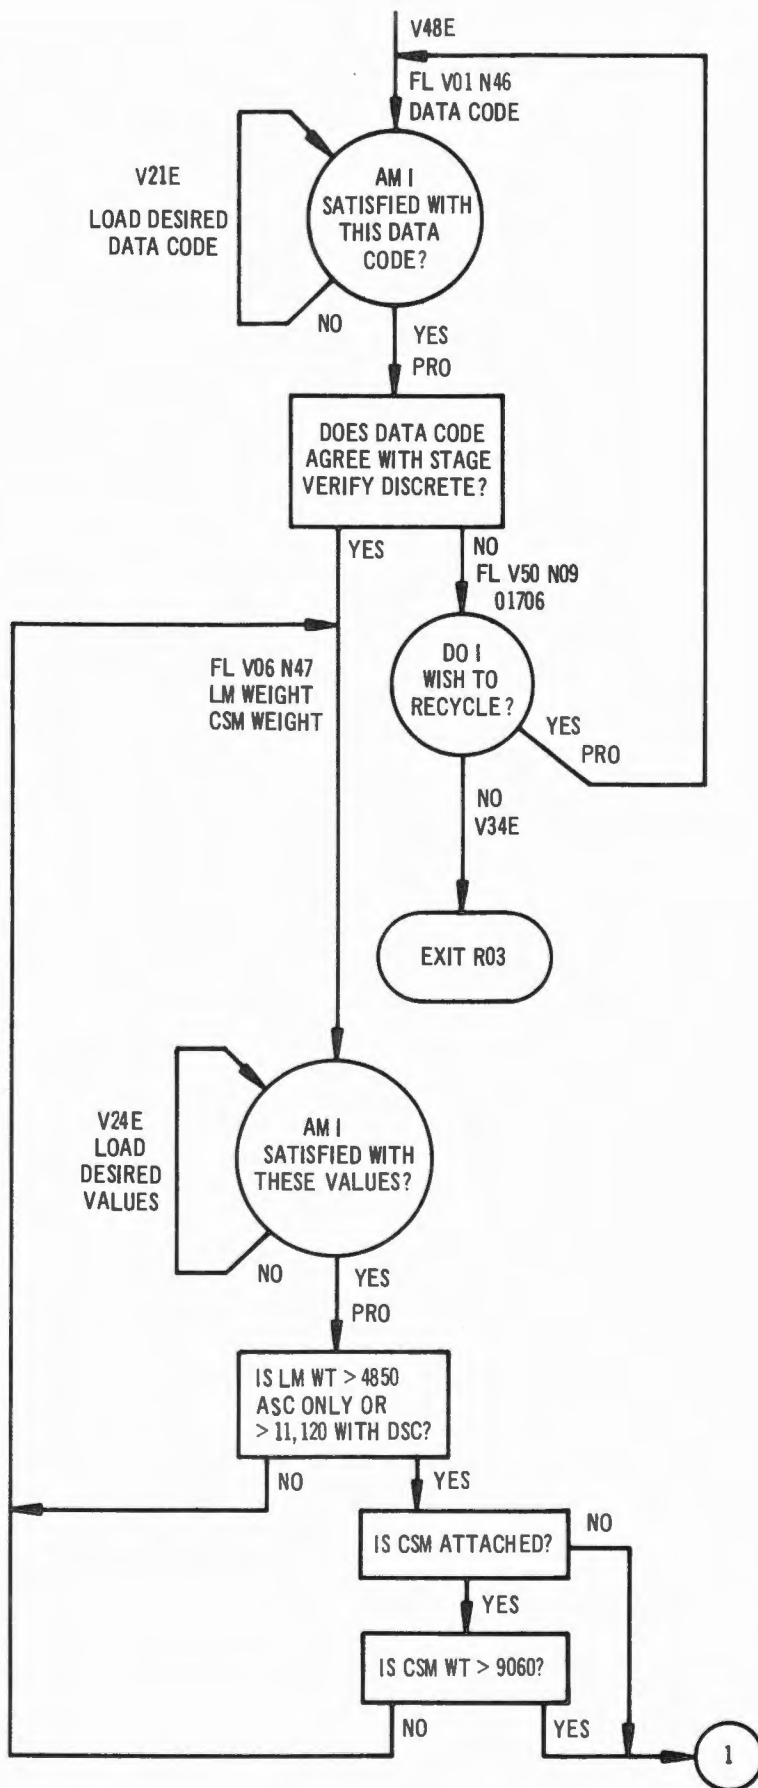 V48E
FL V01 N46
DATA CODE
V21E
LOAD DESIRED
DATA CODE
AM I
SATISFIED WITH
THIS DATA
CODE?
NO
YES
PRO
DOES DATA CODE
AGREE WITH STAGE
VERIFY DISCRETE?
YES
NO
FL V50 N09
01706
FL V06 N47
LM WEIGHT
CSM WEIGHT
DO I
WISH TO
RECYCLE?
YES
PRO
NO
V34E
EXIT R03
V24E
LOAD
DESIRED
VALUES
AM I
SATISFIED WITH
THESE VALUES?
NO
YES
PRO
IS LM WT > 4850
ASC ONLY OR
> 11,120 WITH DSC?
NO
YES
IS CSM ATTACHED?
NO
YES
IS CSM WT > 9060?
NO
YES
1